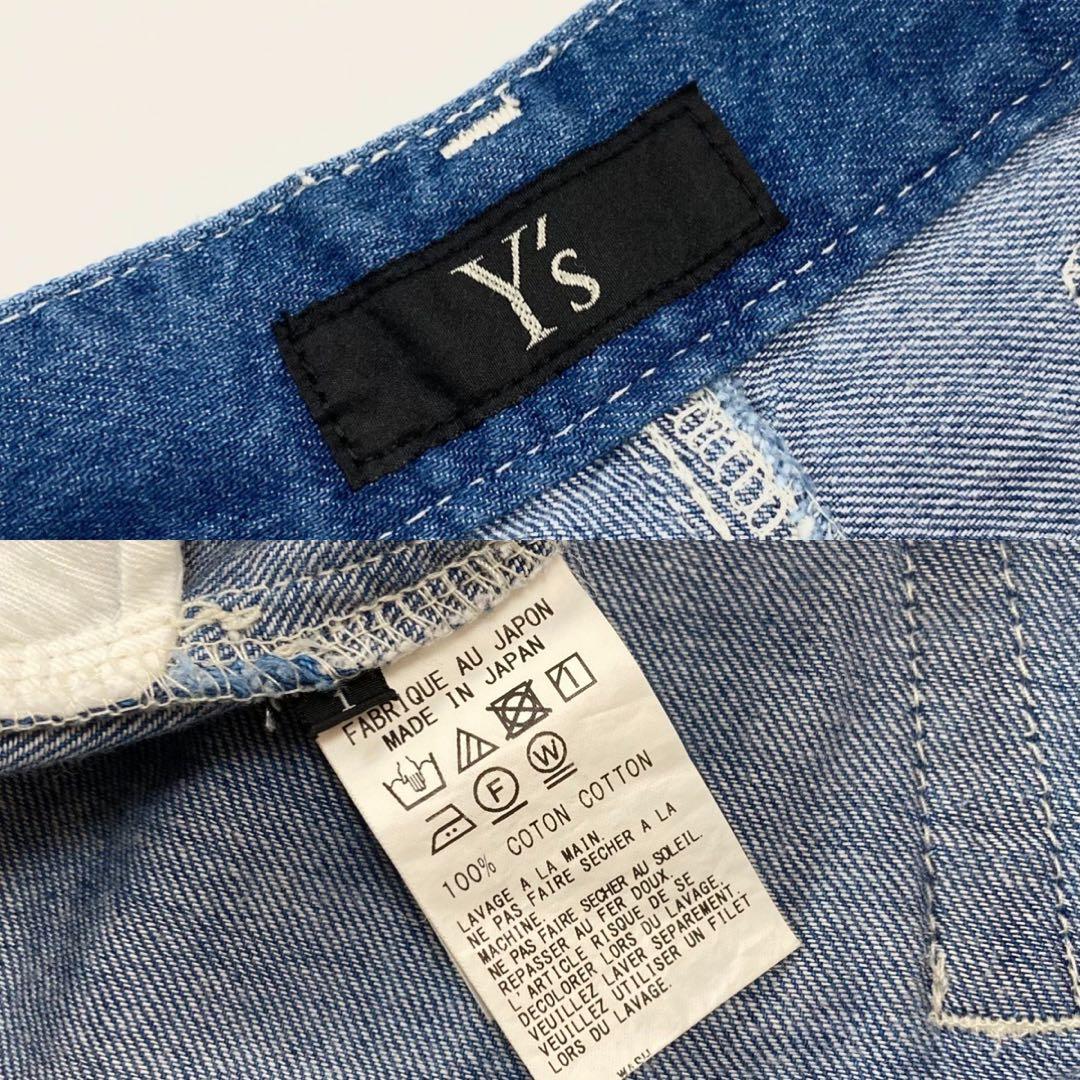 Y's
1
FABRIQUE AU JAPON
MADE IN JAPAN
F W
100% COTON COTTON
LAVAGE A LA MAIN.
NE PAS FAIRE SECHER A LA
MACHINE.
NE PAS FAIRE SECHER AU SOLEIL.
REPASSER AU FER DOUX.
L'ARTICLE RISQUE DE SE
DECOLORER LORS DU LAVAGE.
VEUILLEZ LAVER SEPAREMENT.
VEUILLEZ UTILISER UN FILET
LORS DU LAVAGE.
WASH